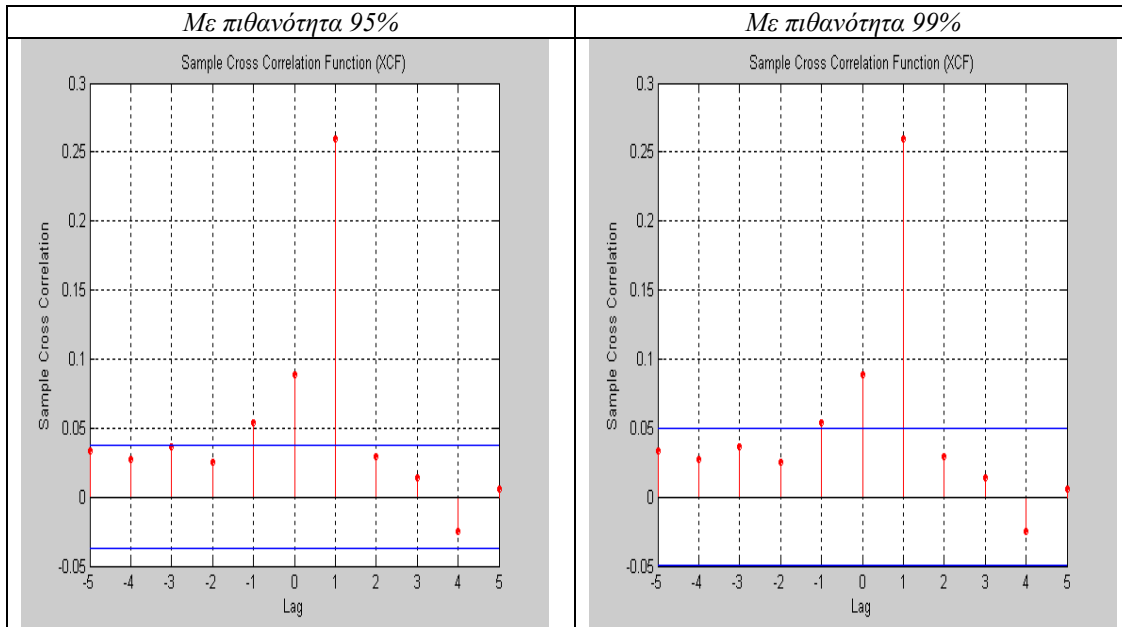 Με πιθανότητα 95%
Sample Cross Correlation Function (XCF)
Sample Cross Correlation
0.3
0.25
0.2
0.15
0.1
0.05
0
-0.05
-5 -4 -3 -2 -1 0 1 2 3 4 5
Lag
Με πιθανότητα 99%
Sample Cross Correlation Function (XCF)
Sample Cross Correlation
0.3
0.25
0.2
0.15
0.1
0.05
0
-0.05
-5 -4 -3 -2 -1 0 1 2 3 4 5
Lag